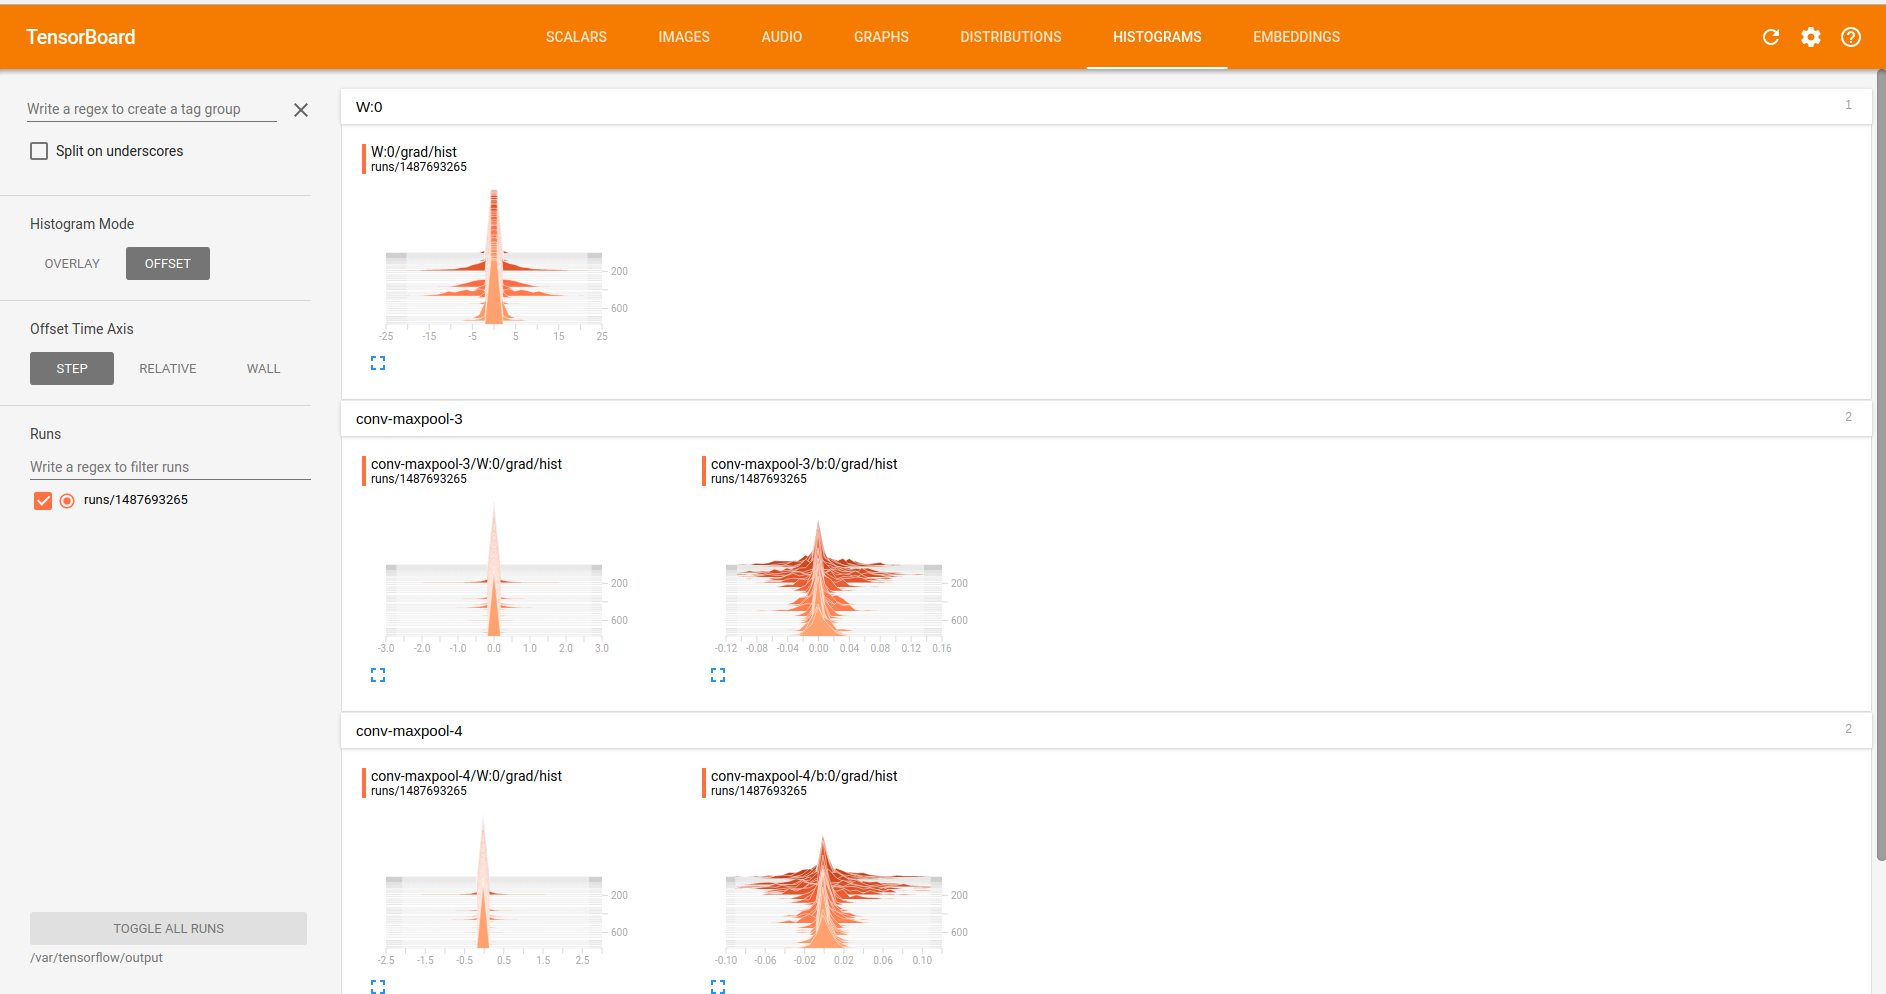 TensorBoard
SCALARS IMAGES AUDIO GRAPHS DISTRIBUTIONS HISTOGRAMS EMBEDDINGS
Write a regex to create a tag group
Split on underscores
Histogram Mode
OVERLAY OFFSET
Offset Time Axis
STEP RELATIVE WALL
Runs
Write a regex to filter runs
runs/1487693265
TOGGLE ALL RUNS
/var/tensorflow/output
W:0 1
W:0/grad/hist
runs/1487693265
200
600
-25 -15 -5 5 15 25
conv-maxpool-3 2
conv-maxpool-3/W:0/grad/hist
runs/1487693265
200
600
-3.0 -2.0 -1.0 0.0 1.0 2.0 3.0
conv-maxpool-3/b:0/grad/hist
runs/1487693265
200
600
-0.12 -0.08 -0.04 0.00 0.04 0.08 0.12 0.16
conv-maxpool-4 2
conv-maxpool-4/W:0/grad/hist
runs/1487693265
200
600
-2.5 -1.5 -0.5 0.5 1.5 2.5
conv-maxpool-4/b:0/grad/hist
runs/1487693265
200
600
-0.10 -0.06 -0.02 0.02 0.06 0.10